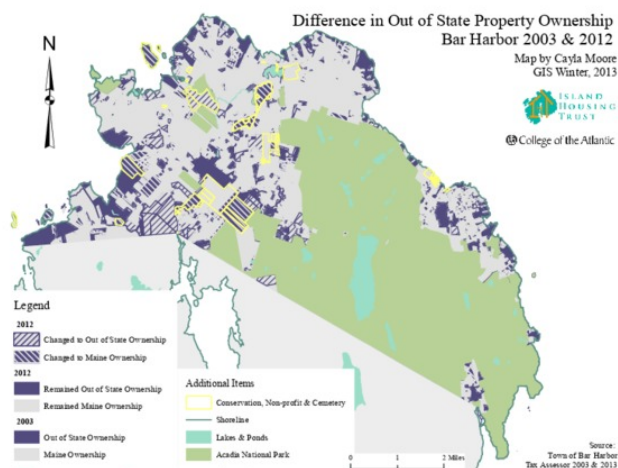 Difference in Out of State Property Ownership
Bar Harbor 2003 & 2012
Map by Cayla Moore
GIS Winter, 2013
N
ISLAND
HOUSING
TRUST
College of the Atlantic
Legend
2012
Changed to Out of State Ownership
Changed to Maine Ownership
2012
Remained Out of State Ownership
Remained Maine Ownership
2003
Out of State Ownership
Maine Ownership
Additional Items
Conservation, Non-profit & Cemetery
Shoreline
Lakes & Ponds
Acadia National Park
0 1 2 Miles
Source:
Town of Bar Harbor
Tax Assessor 2003 & 2013